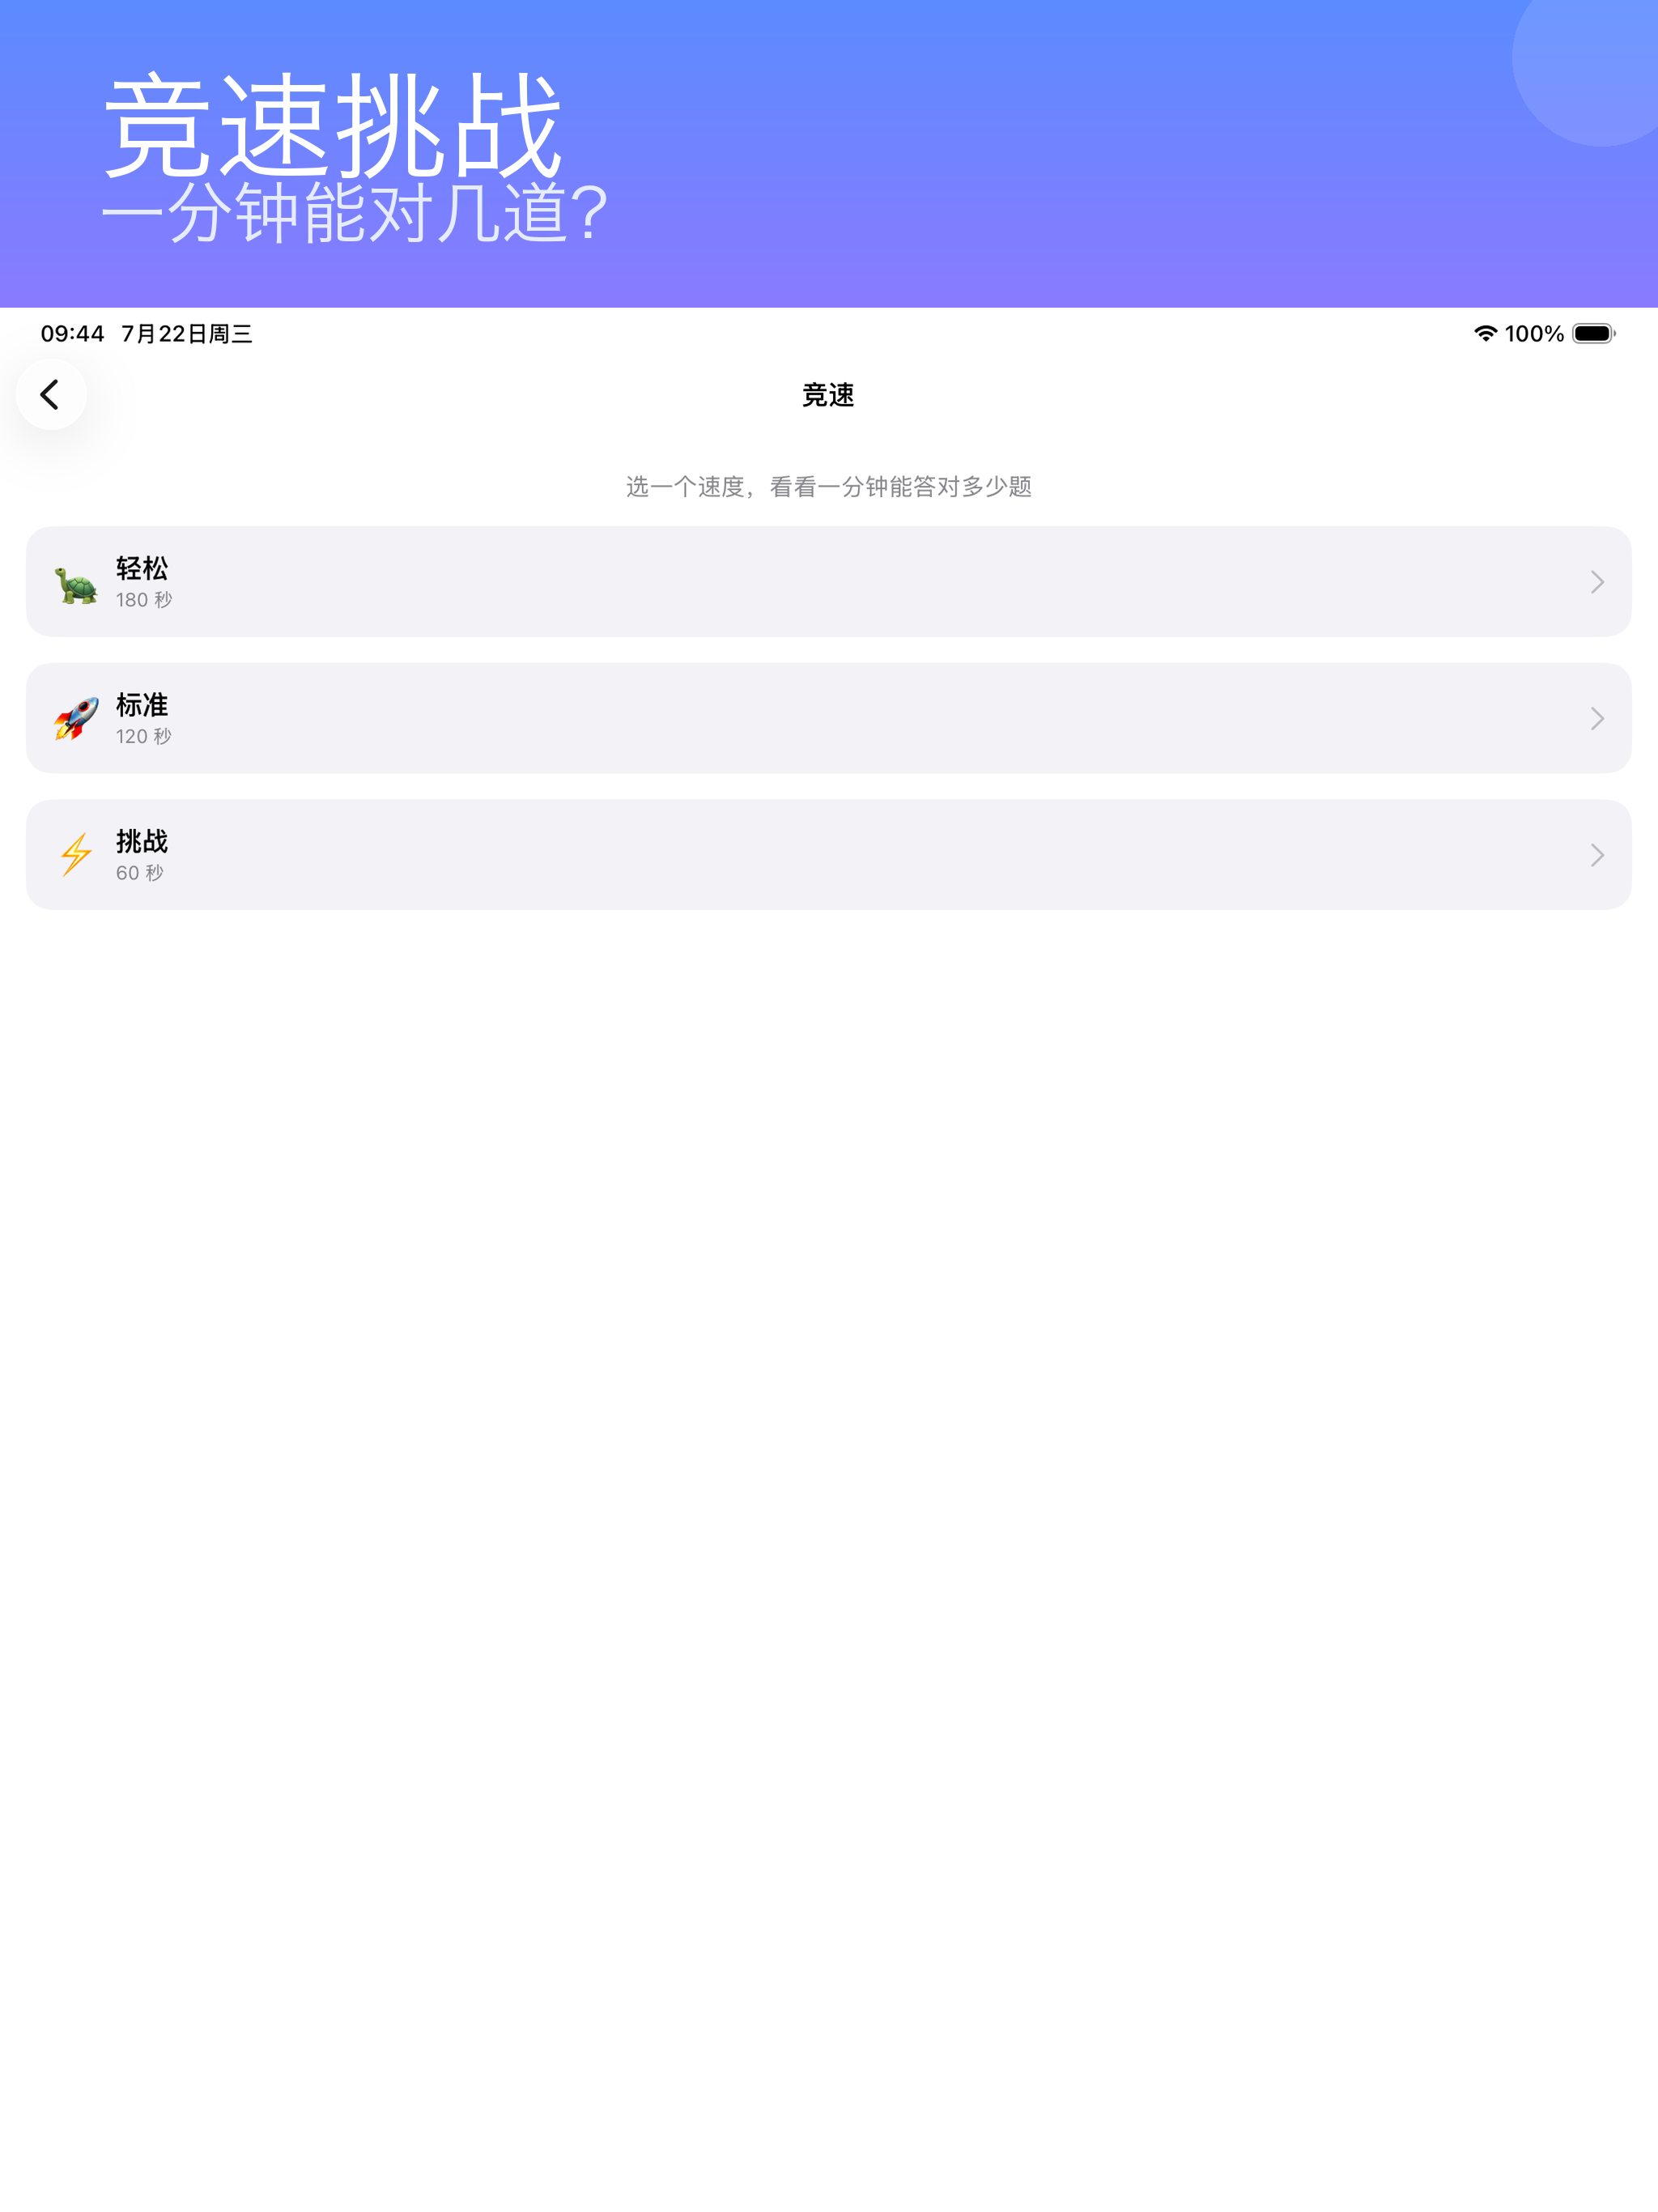 竞速挑战
一分钟能对几道？
09:44 7月22日周三
100%
竞速
选一个速度，看看一分钟能答对多少题
轻松
180 秒
标准
120 秒
挑战
60 秒